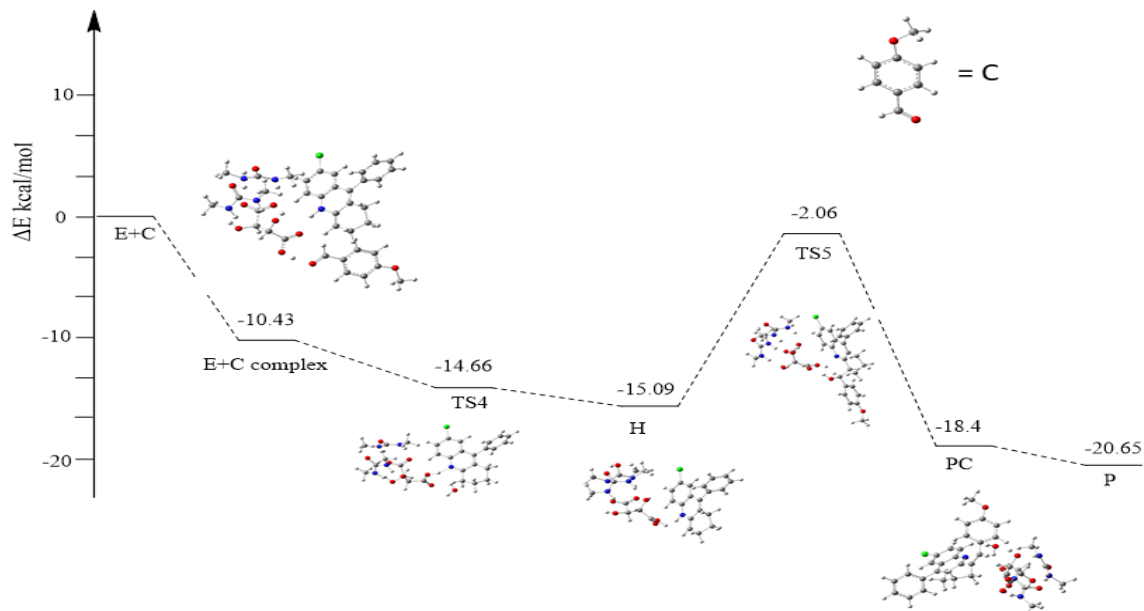 = C
10
ΔE kcal/mol
0
-2.06
E+C
TS5
-10
-10.43
E+C complex
-14.66
-15.09
TS4
H
-18.4
-20.65
-20
PC
P